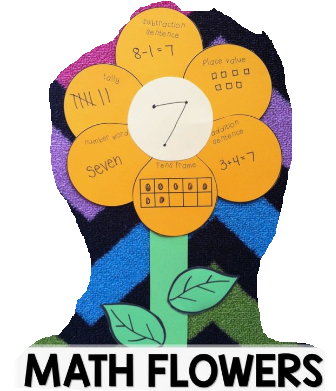 subtraction
sentence
8-1=7
Place Value
tally
7
number word
seven
addition
sentence
3+4=7
Tens Frame
MATH FLOWERS